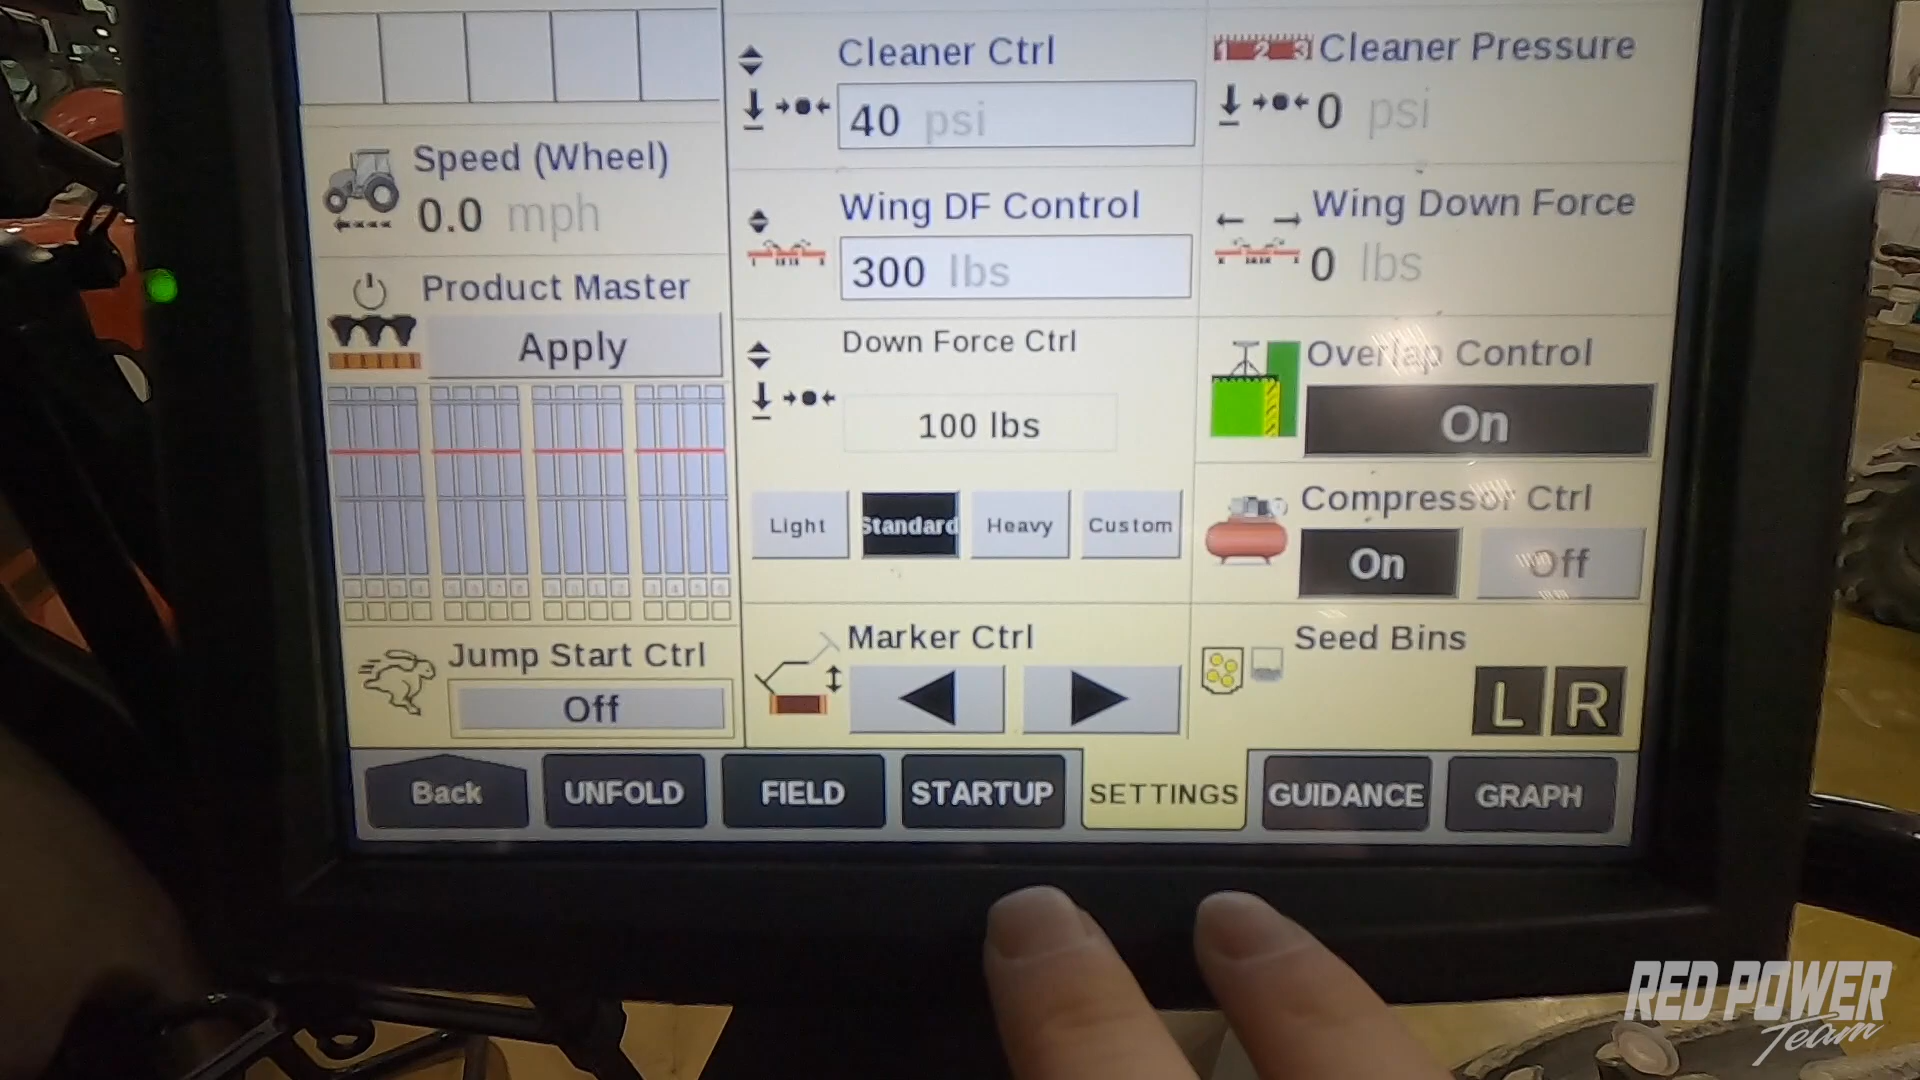 Speed (Wheel)
0.0 mph
Product Master
Apply
Jump Start Ctrl
Off
Cleaner Ctrl
40 psi
Wing DF Control
300 lbs
Down Force Ctrl
100 lbs
Light Standard Heavy Custom
Marker Ctrl
1 2 3 Cleaner Pressure
0 psi
Wing Down Force
0 lbs
Overlap Control
On
Compressor Ctrl
On Off
Seed Bins
L R
Back UNFOLD FIELD STARTUP SETTINGS GUIDANCE GRAPH
RED POWER
Team